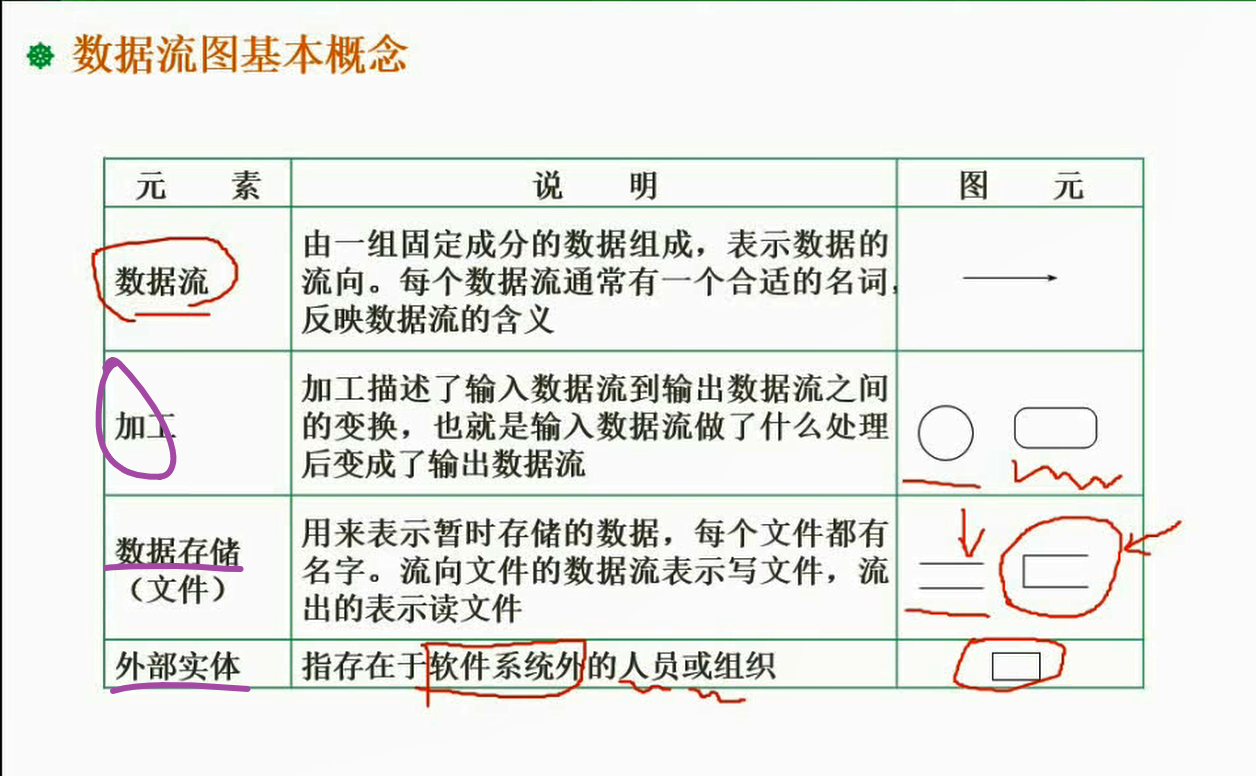 数据流图基本概念
元 素 说 明 图 元
数据流
由一组固定成分的数据组成，表示数据的
流向。每个数据流通常有一个合适的名词，
反映数据流的含义
加工
加工描述了输入数据流到输出数据流之间
的变换，也就是输入数据流做了什么处理
后变成了输出数据流
数据存储
（文件）
用来表示暂时存储的数据，每个文件都有
名字。流向文件的数据流表示写文件，流
出的表示读文件
外部实体
指存在于软件系统外的人员或组织